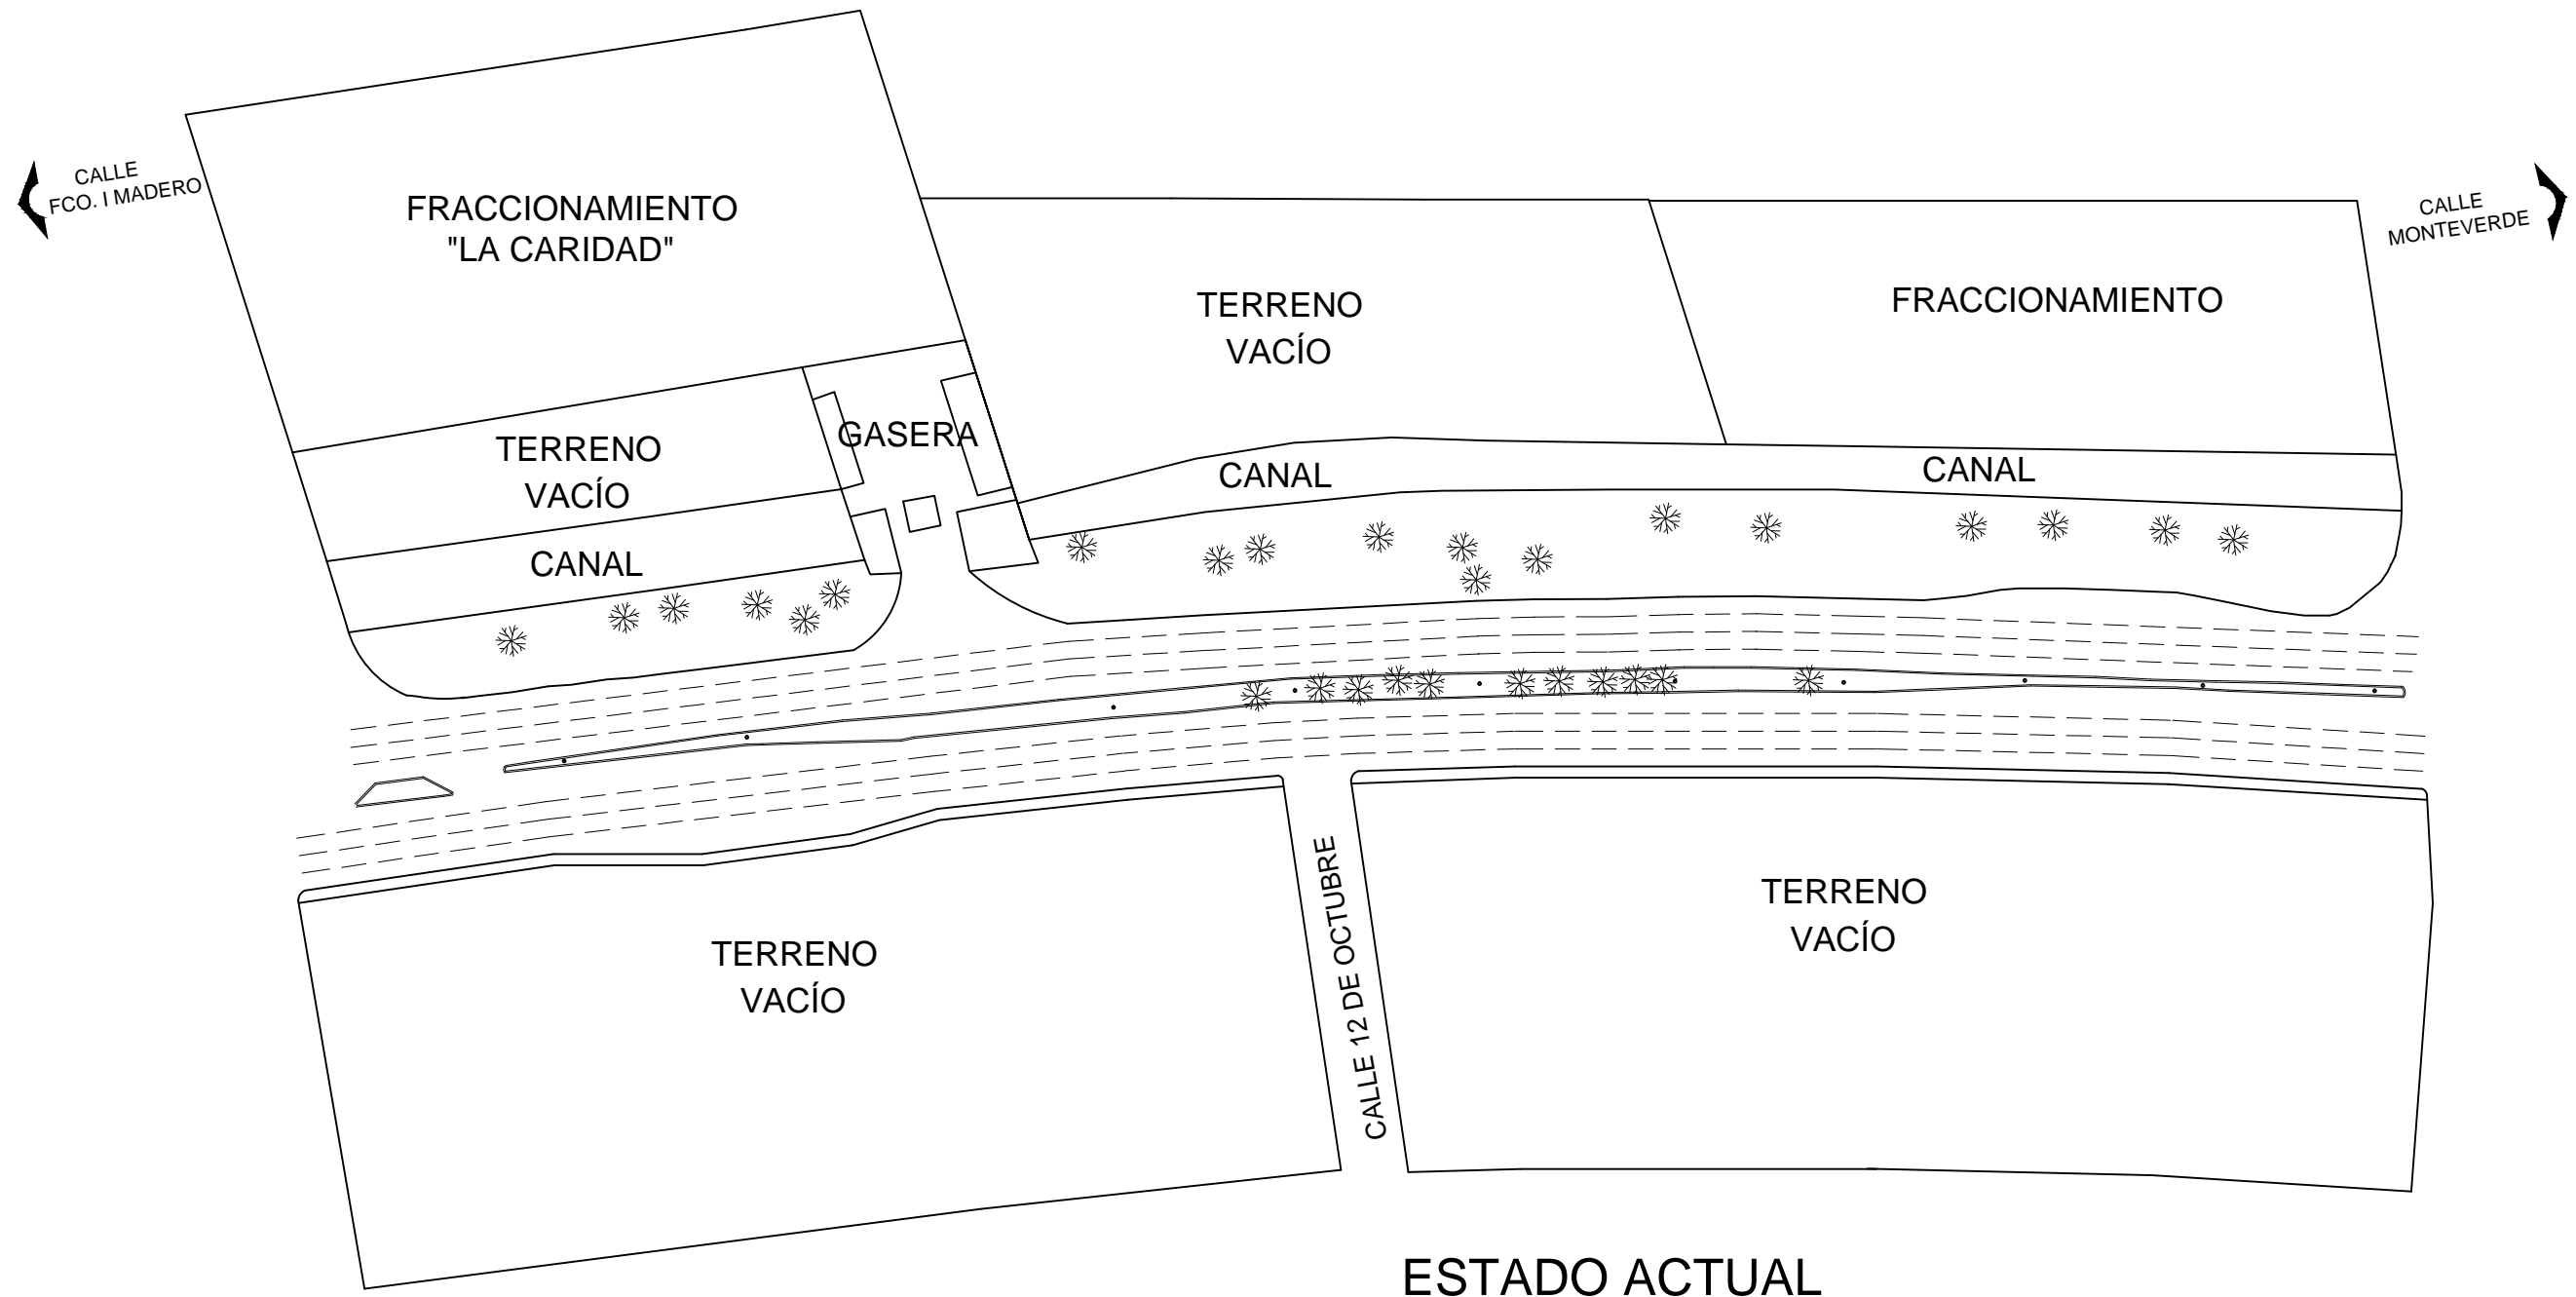 CALLE
FCO. I MADERO
FRACCIONAMIENTO
"LA CARIDAD"
CALLE
MONTEVERDE
TERRENO
VACÍO
FRACCIONAMIENTO
TERRENO
VACÍO
GASERA
CANAL
CANAL
CANAL
CALLE 12 DE OCTUBRE
TERRENO
VACÍO
TERRENO
VACÍO
ESTADO ACTUAL